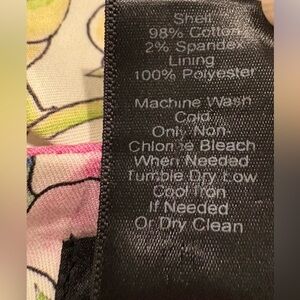 Shell
98% Cotton
2% Spandex
Lining
100% Polyester
Machine Wash
Cold
Only Non-
Chlorine Bleach
When Needed
Tumble Dry Low
Cool Iron
If Needed
Or Dry Clean